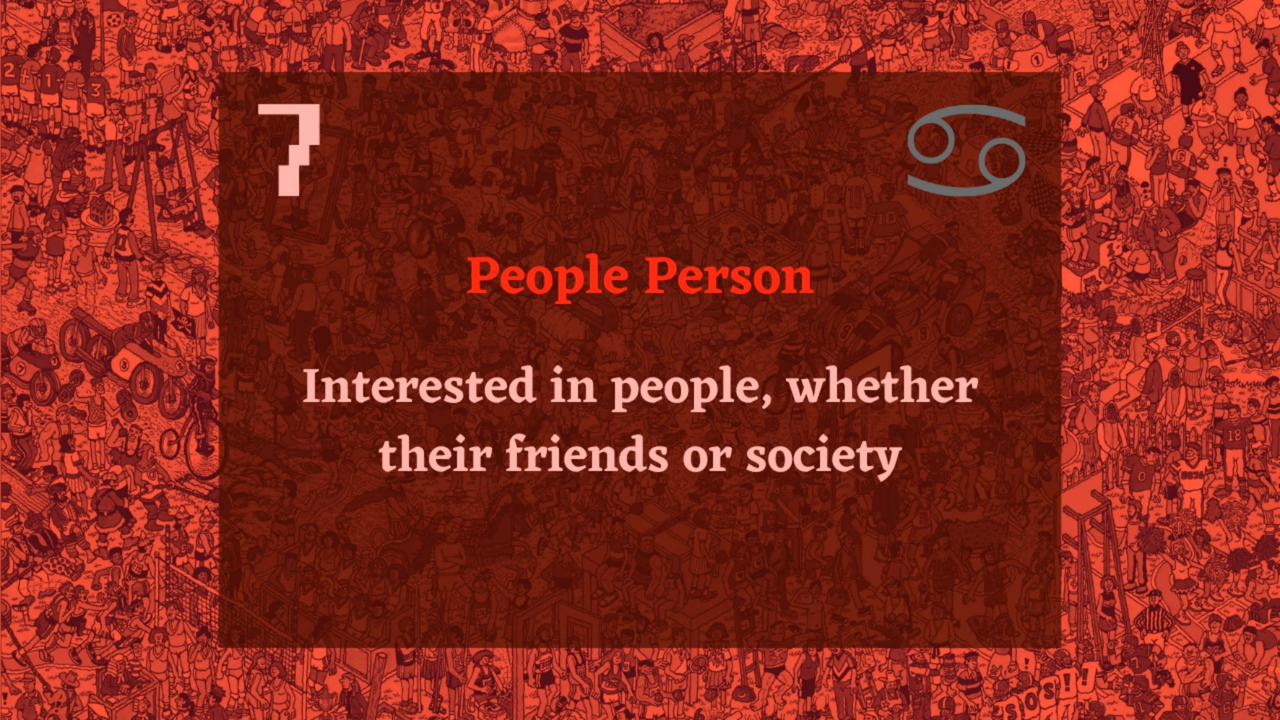 7 ♋
People Person
Interested in people, whether
their friends or society